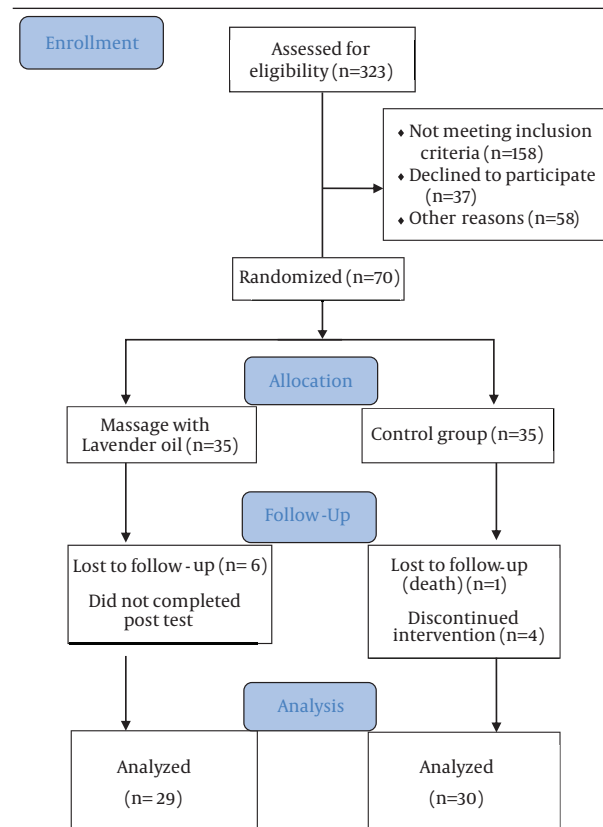 Enrollment
Assessed for
eligibility (n=323)
♦ Not meeting inclusion
criteria (n=158)
♦ Declined to participate
(n=37)
♦ Other reasons (n=58)
Randomized (n=70)
Allocation
Massage with
Lavender oil (n=35)
Control group (n=35)
Follow-Up
Lost to follow - up (n= 6)
Did not completed
post test
Lost to follow-up
(death) (n=1)
Discontinued
intervention (n=4)
Analysis
Analyzed
(n= 29)
Analyzed
(n=30)